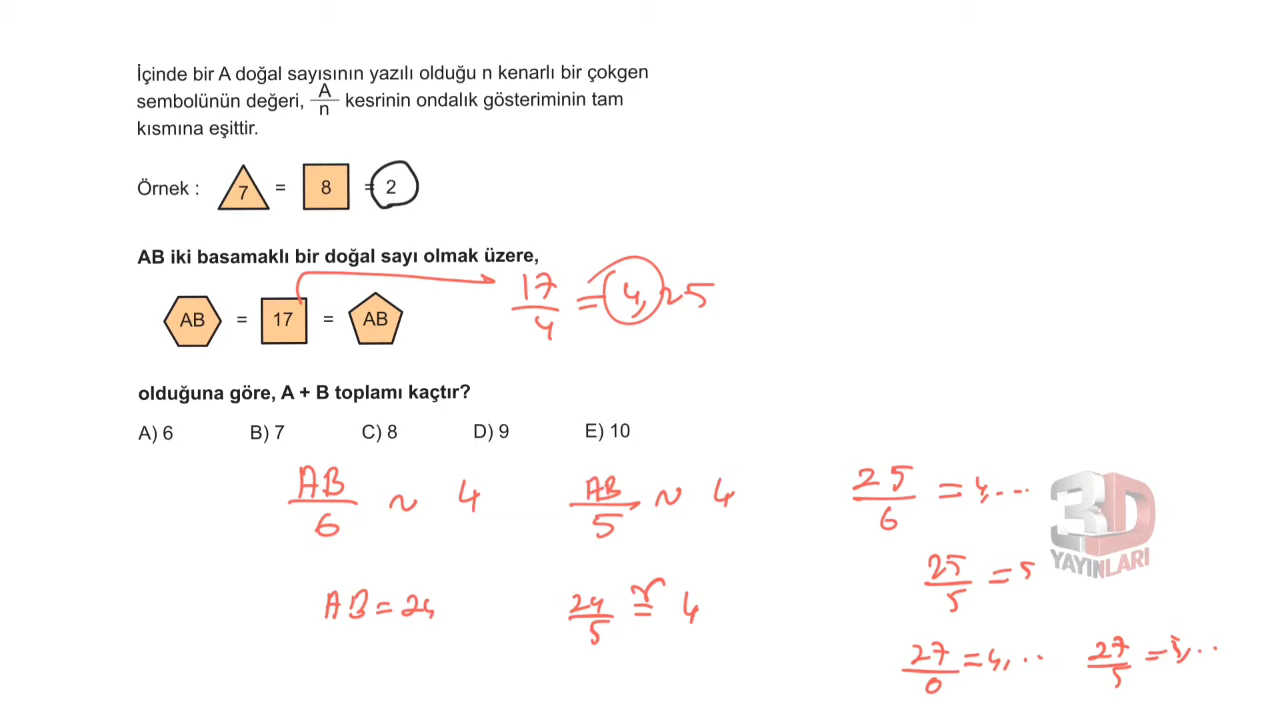 İçinde bir A doğal sayısının yazılı olduğu n kenarlı bir çokgen
sembolünün değeri, A/n kesrinin ondalık gösteriminin tam
kısmına eşittir.
Örnek : 7 = 8 = 2
AB iki basamaklı bir doğal sayı olmak üzere,
17/4 = 4,25
AB = 17 = AB
olduğuna göre, A + B toplamı kaçtır?
A) 6 B) 7 C) 8 D) 9 E) 10
AB/6 ~ 4 AB/5 ~ 4 25/6 = 4,...
3D
YAYINLARI
25/5 = 5
AB = 24 24/5 ≅ 4
27/6 = 4,.. 27/5 = 5,..